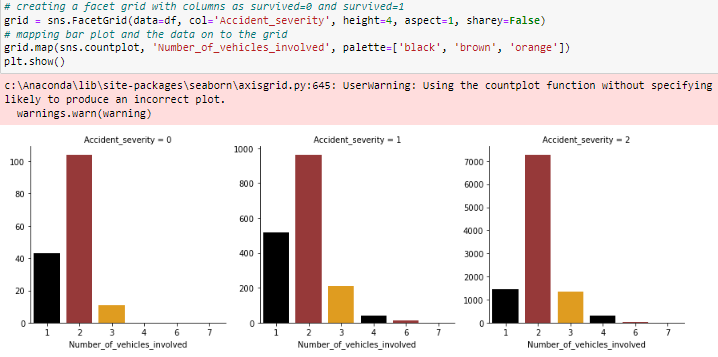 # creating a facet grid with columns as survived=0 and survived=1
grid = sns.FacetGrid(data=df, col='Accident_severity', height=4, aspect=1, sharey=False)
# mapping bar plot and the data on to the grid
grid.map(sns.countplot, 'Number_of_vehicles_involved', palette=['black', 'brown', 'orange'])
plt.show()
c:\Anaconda\lib\site-packages\seaborn\axisgrid.py:645: UserWarning: Using the countplot function without specifying
likely to produce an incorrect plot.
warnings.warn(warning)
Accident_severity = 0
100
80
60
40
20
0
1 2 3 4 6 7
Number_of_vehicles_involved
Accident_severity = 1
1000
800
600
400
200
0
1 2 3 4 6 7
Number_of_vehicles_involved
Accident_severity = 2
7000
6000
5000
4000
3000
2000
1000
0
1 2 3 4 6 7
Number_of_vehicles_involved